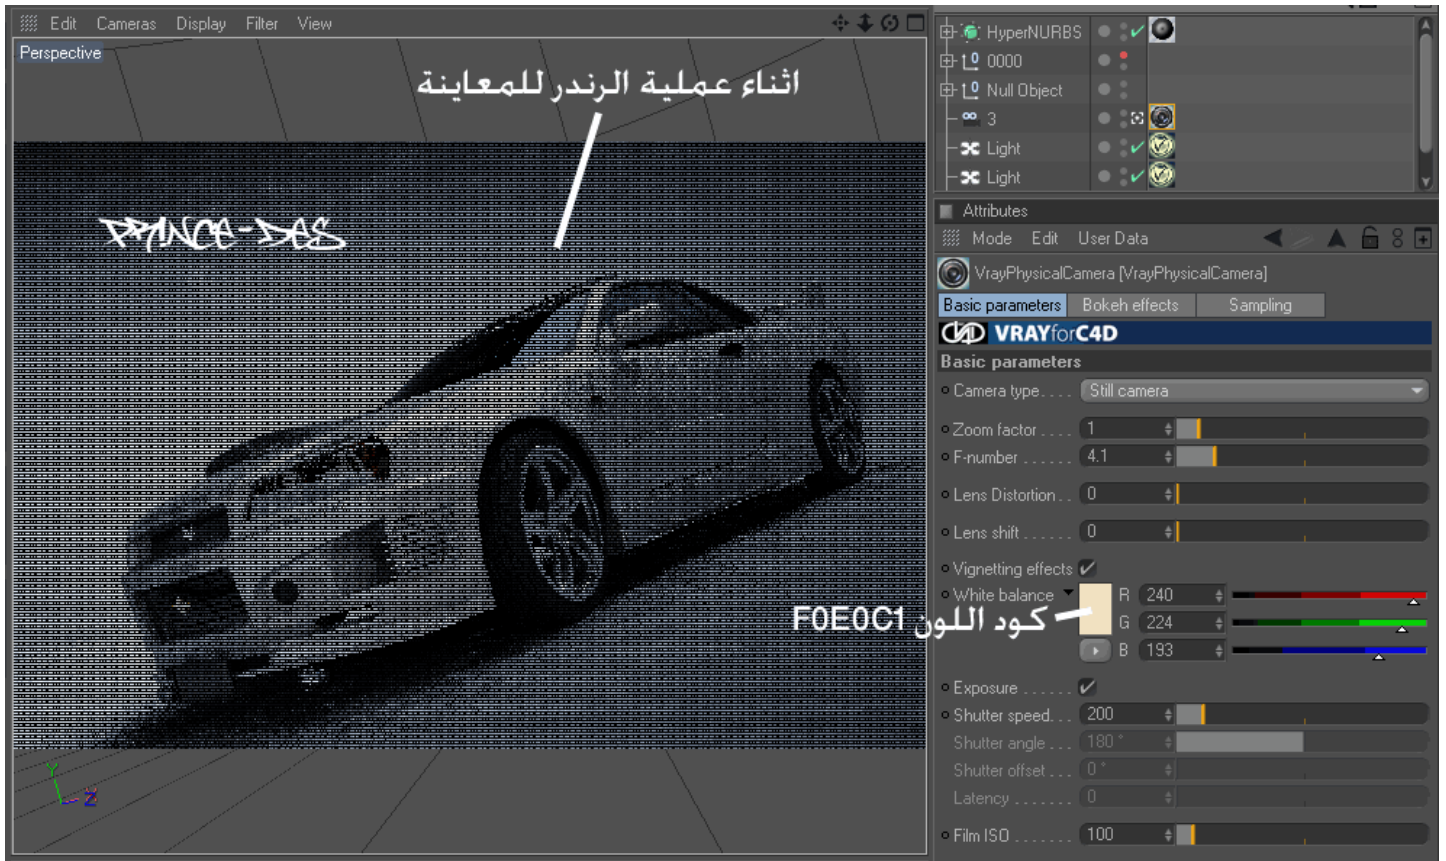 Edit Cameras Display Filter View
Perspective
اثناء عملية الرندر للمعاينة
PRINCE-DES
HyperNURBS
0000
Null Object
3
Light
Light
Attributes
Mode Edit User Data
VrayPhysicalCamera [VrayPhysicalCamera]
Basic parameters Bokeh effects Sampling
VRAYforC4D
Basic parameters
Camera type.... Still camera
Zoom factor.... 1
F-number...... 4.1
Lens Distortion.. 0
Lens shift...... 0
Vignetting effects
White balance R 240
كود اللون F0E0C1
G 224
B 193
Exposure......
Shutter speed... 200
Shutter angle... 180 °
Shutter offset... 0 °
Latency....... 0
Film ISO....... 100